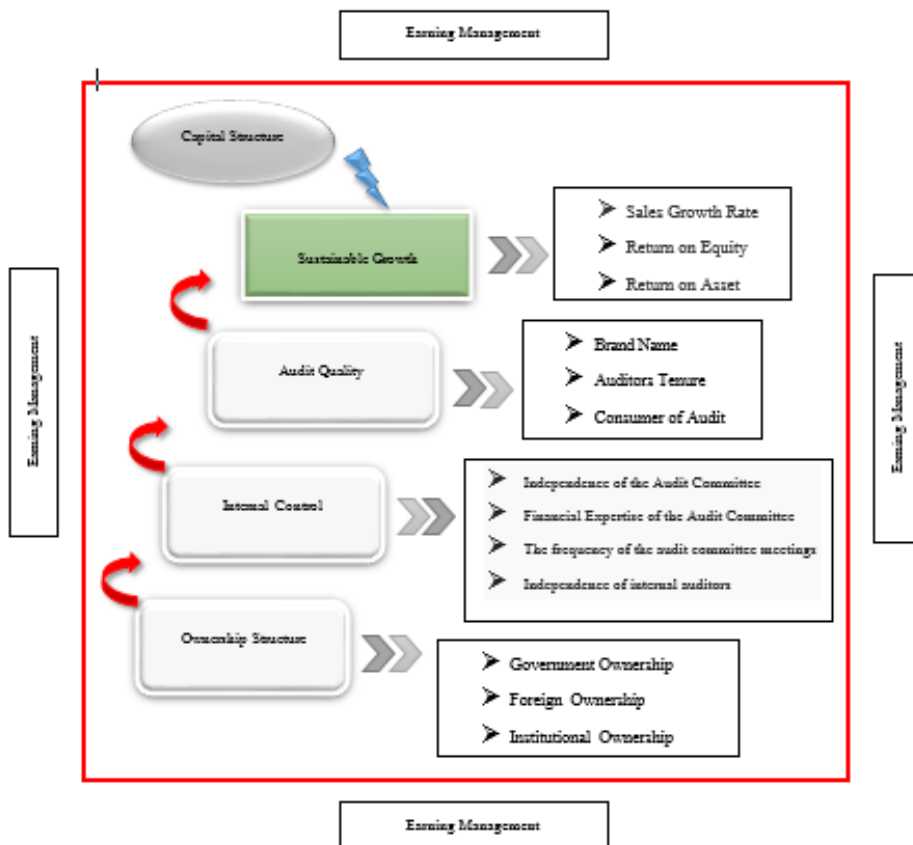 Earning Management
Capital Structure
Sustainable Growth
Sales Growth Rate
Return on Equity
Return on Asset
Earning Management
Earning Management
Audit Quality
Brand Name
Auditors Tenure
Consumer of Audit
Internal Control
Independence of the Audit Committee
Financial Expertise of the Audit Committee
The frequency of the audit committee meetings
Independence of internal auditors
Ownership Structure
Government Ownership
Foreign Ownership
Institutional Ownership
Earning Management